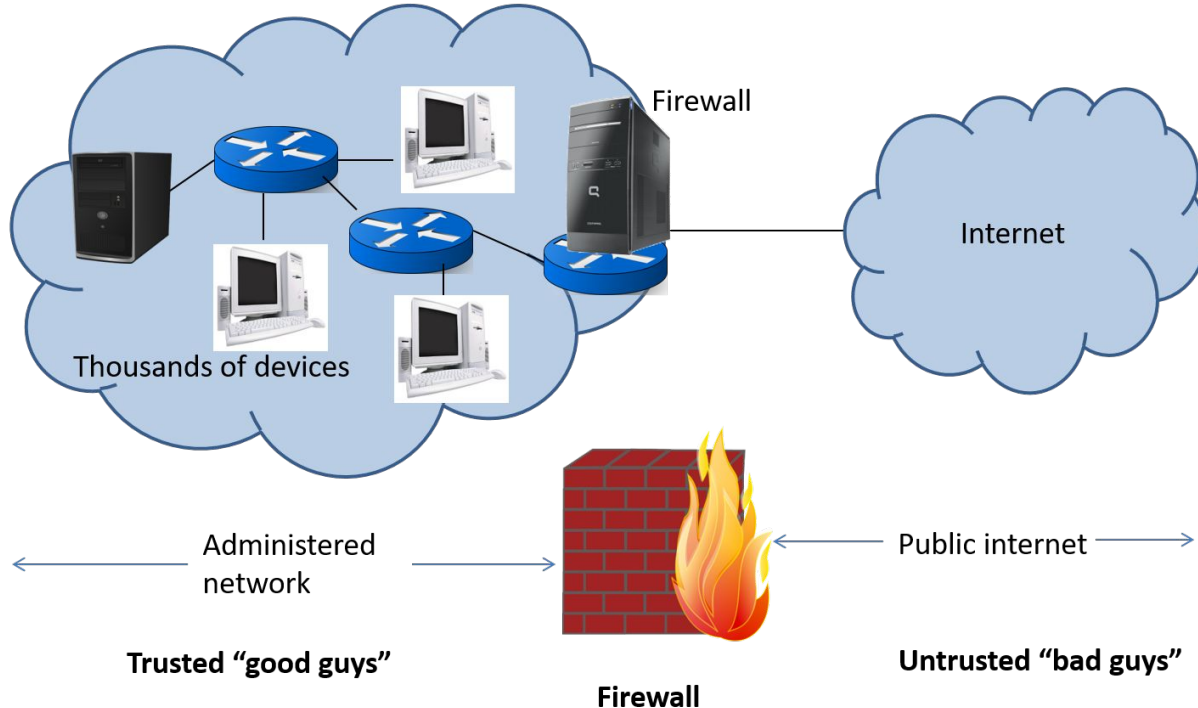 Firewall
Internet
Thousands of devices
Administered
network
Public internet
Trusted “good guys”
Untrusted “bad guys”
Firewall